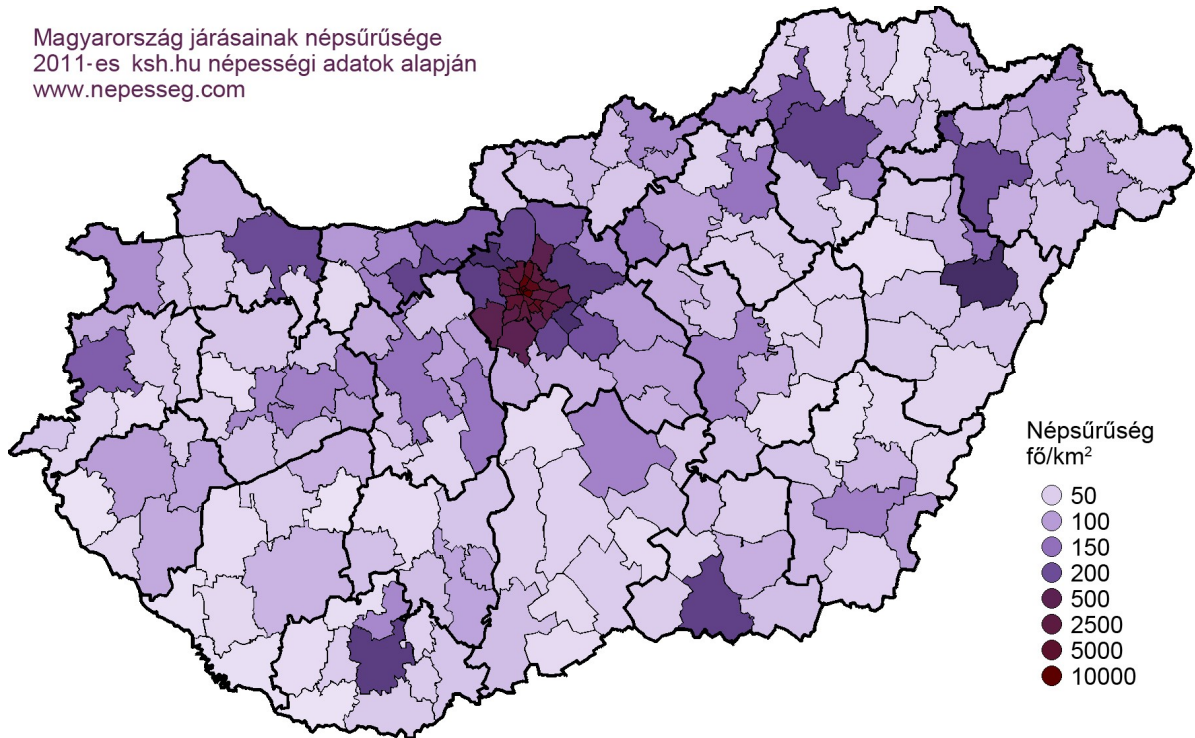 Magyarország járásainak népsűrűsége
2011-es ksh.hu népességi adatok alapján
www.nepesseg.com
Népsűrűség
fő/km²
50
100
150
200
500
2500
5000
10000